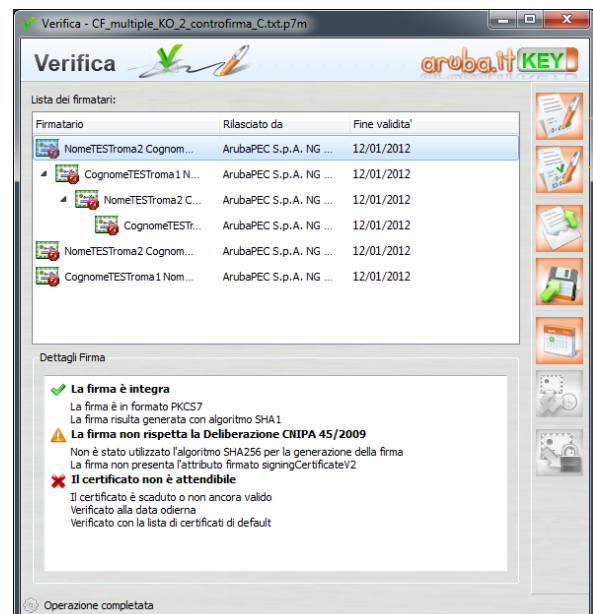 Verifica - CF_multiple_KO_2_controfirma_C.txt.p7m
Verifica
aruba.it KEY
Lista dei firmatari:
Firmatario Rilasciato da Fine validita'
NomeTESTroma2 Cognom... ArubaPEC S.p.A. NG ... 12/01/2012
CognomeTESTroma1 N... ArubaPEC S.p.A. NG ... 12/01/2012
NomeTESTroma2 C... ArubaPEC S.p.A. NG ... 12/01/2012
CognomeTESTr... ArubaPEC S.p.A. NG ... 12/01/2012
NomeTESTroma2 Cognom... ArubaPEC S.p.A. NG ... 12/01/2012
CognomeTESTroma1 Nom... ArubaPEC S.p.A. NG ... 12/01/2012
Dettagli Firma
La firma è integra
La firma è in formato PKCS7
La firma risulta generata con algoritmo SHA1
La firma non rispetta la Deliberazione CNIPA 45/2009
Non è stato utilizzato l'algoritmo SHA256 per la generazione della firma
La firma non presenta l'attributo firmato signingCertificateV2
Il certificato non è attendibile
Il certificato è scaduto o non ancora valido
Verificato alla data odierna
Verificato con la lista di certificati di default
Operazione completata